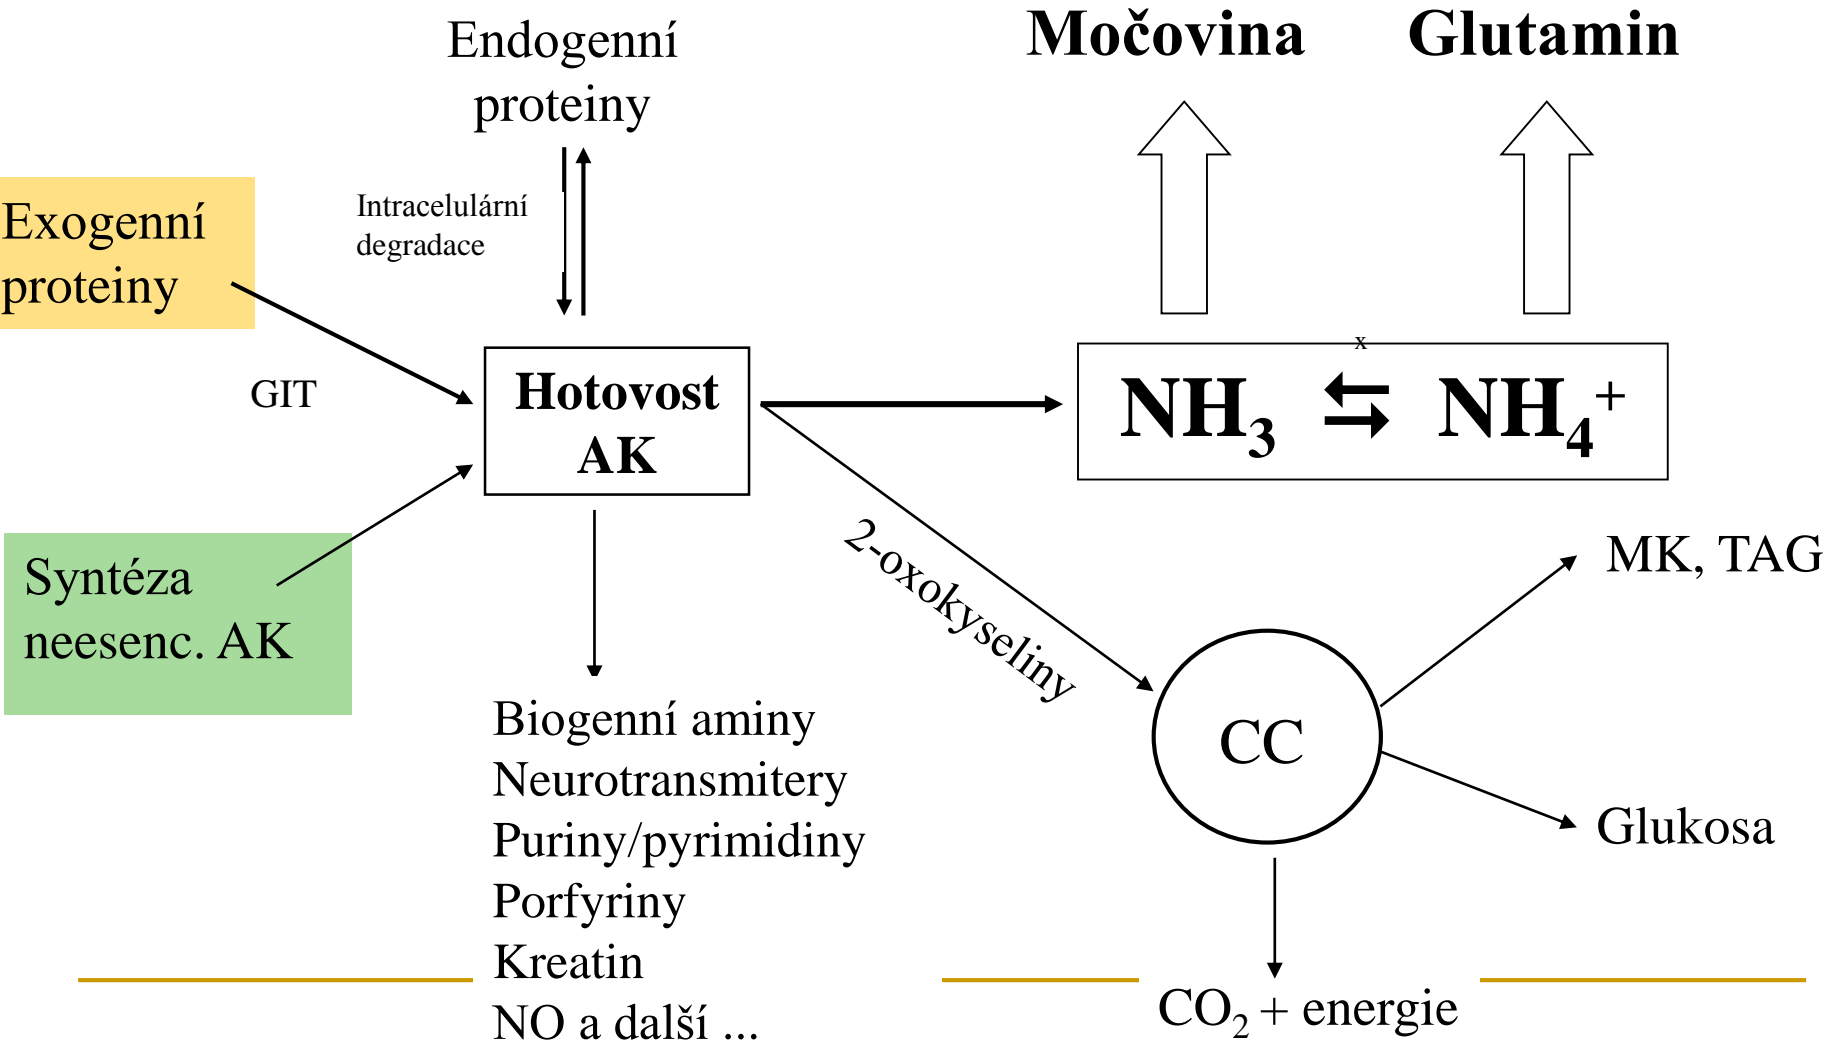 Endogenní
proteiny
Močovina
Glutamin
Exogenní
proteiny
Intracelulární
degradace
GIT
Hotovost
AK
x
NH₃ ⇆ NH₄⁺
Syntéza
neesenc. AK
2-oxokyseliny
MK, TAG
CC
Glukosa
CO₂ + energie
Biogenní aminy
Neurotransmitery
Puriny/pyrimidiny
Porfyriny
Kreatin
NO a další ...